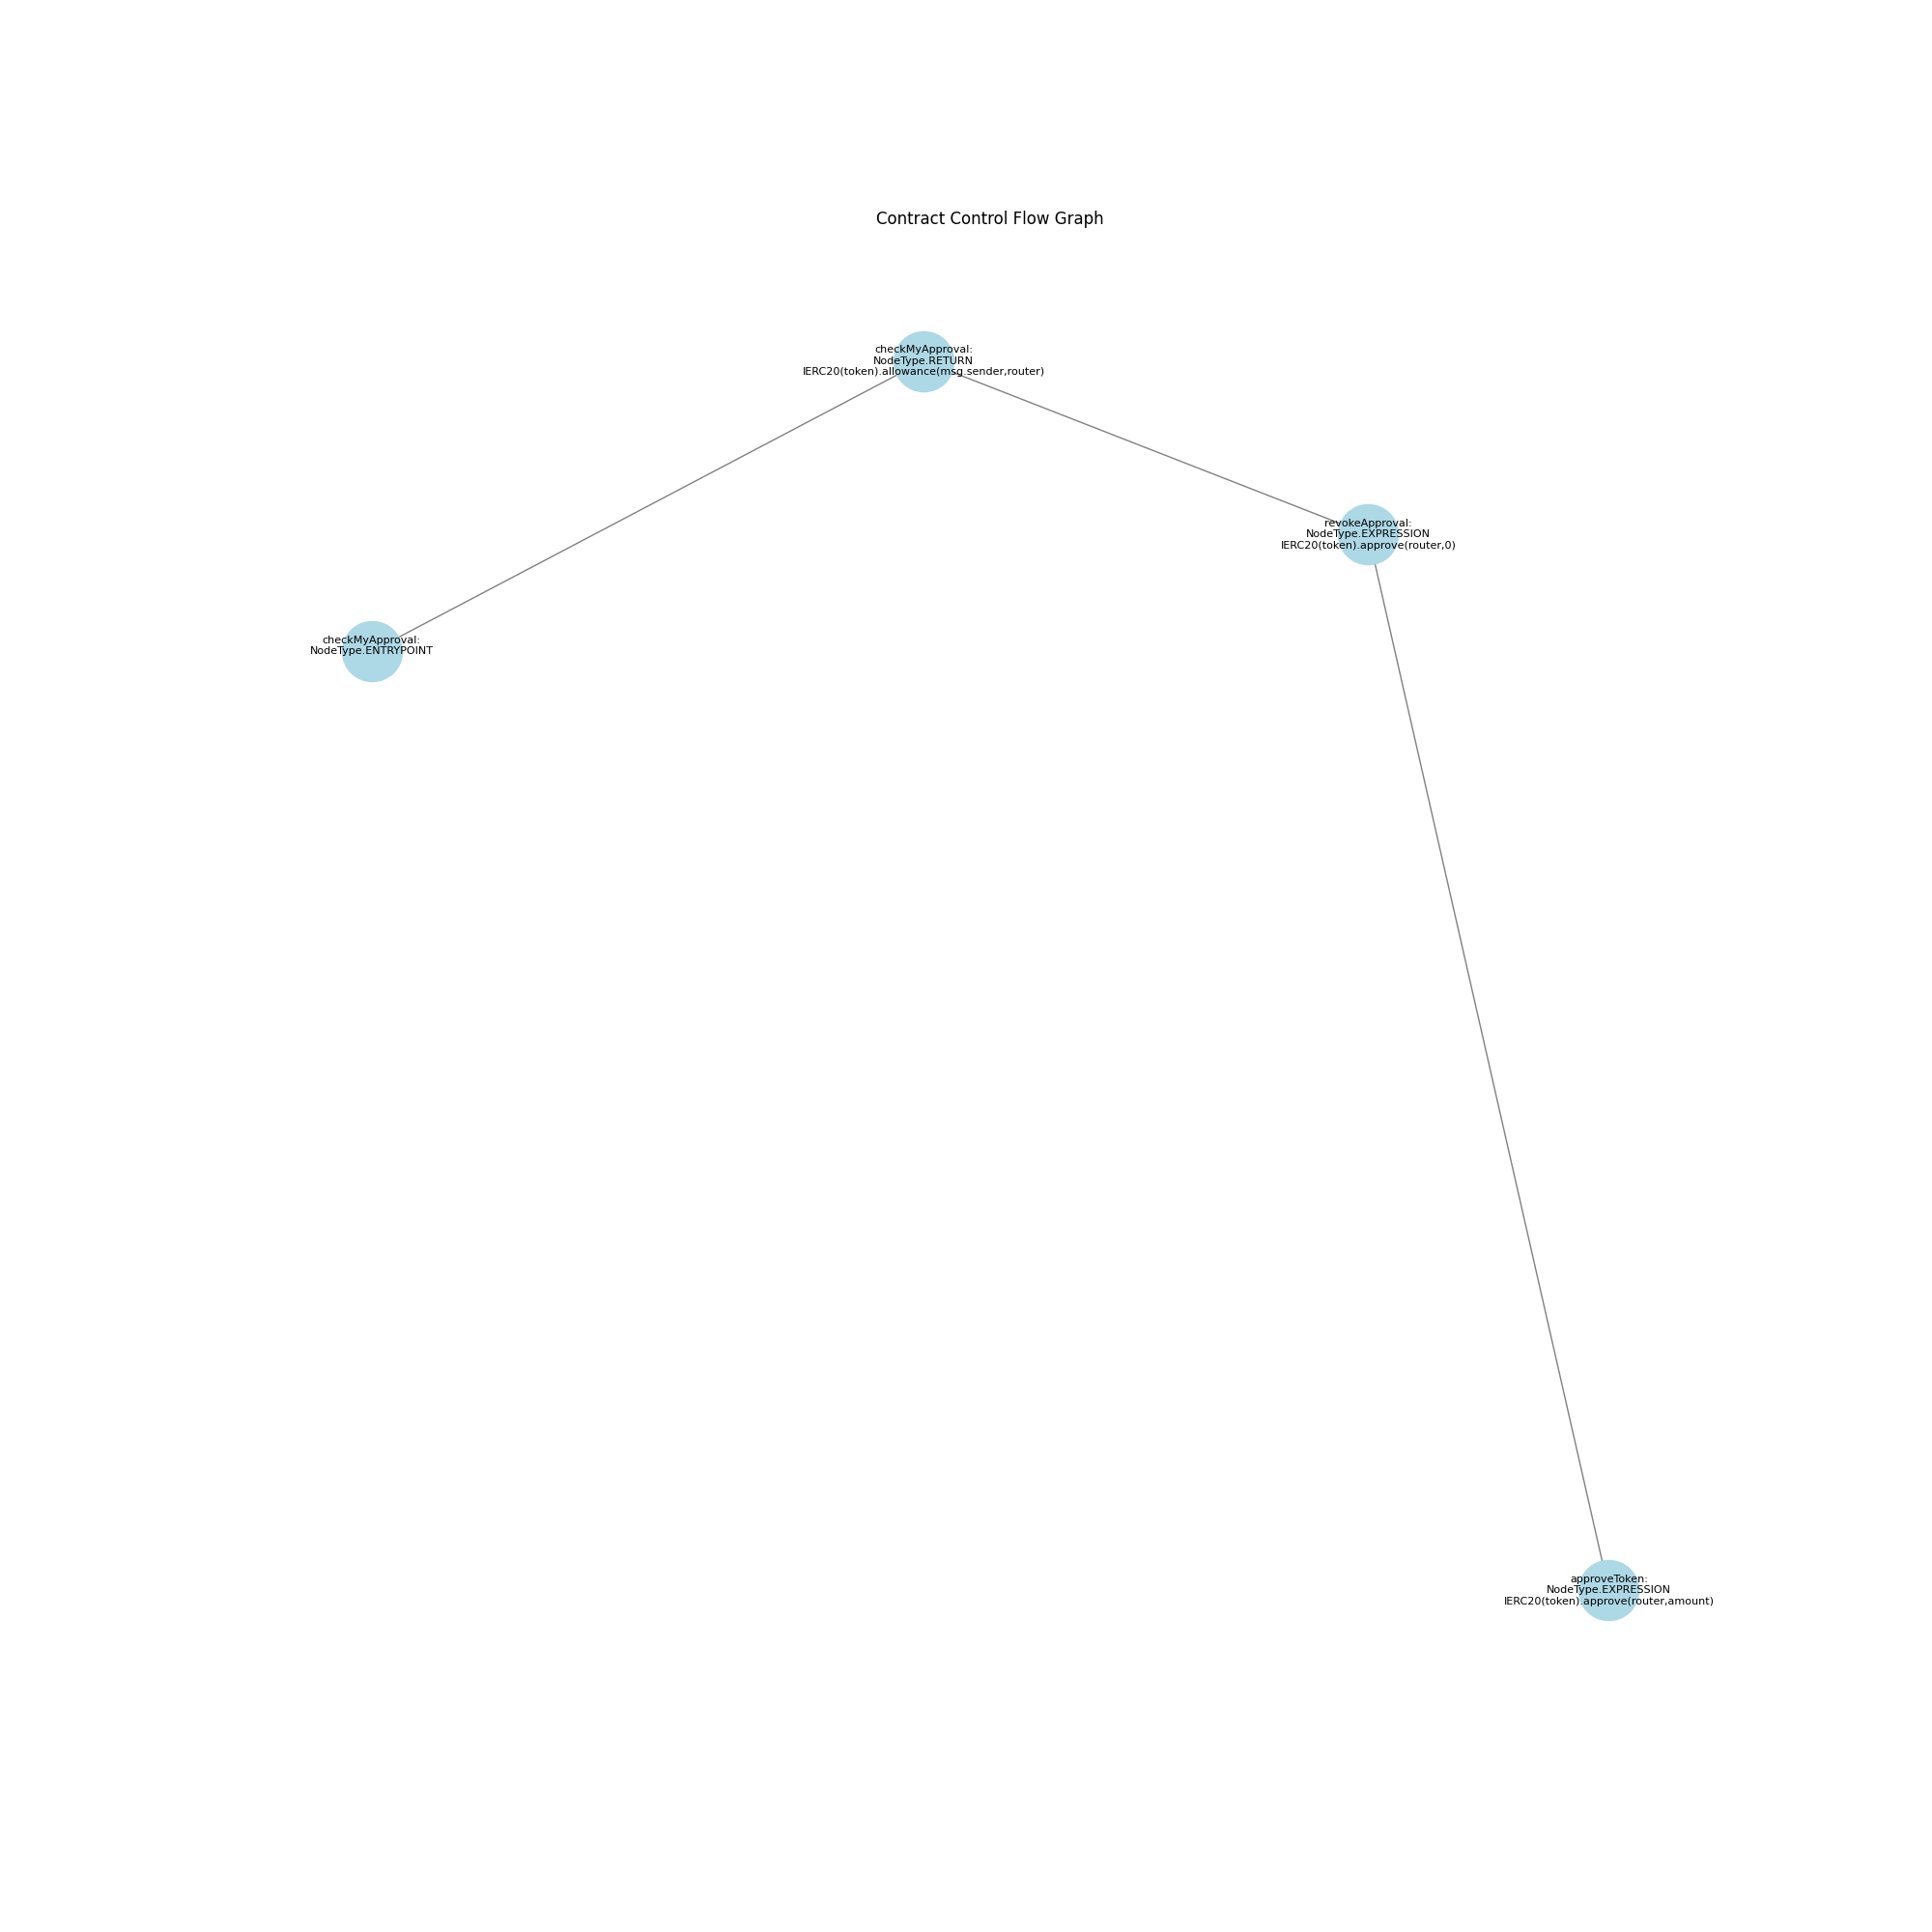 Contract Control Flow Graph
checkMyApproval:
NodeType.RETURN
IERC20(token).allowance(msg.sender,router)
revokeApproval:
NodeType.EXPRESSION
IERC20(token).approve(router,0)
checkMyApproval:
NodeType.ENTRYPOINT
approveToken:
NodeType.EXPRESSION
IERC20(token).approve(router,amount)